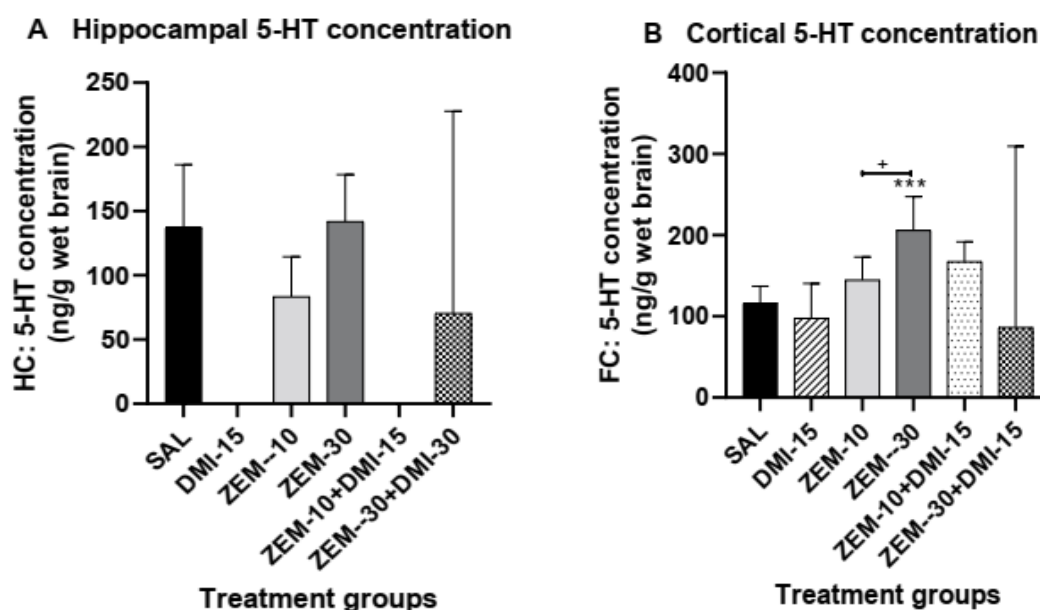 A Hippocampal 5-HT concentration
HC: 5-HT concentration
(ng/g wet brain)
250
200
150
100
50
0
SAL
DMI-15
ZEM--10
ZEM-30
ZEM-10+DMI-15
ZEM--30+DMI-30
Treatment groups
B Cortical 5-HT concentration
FC: 5-HT concentration
(ng/g wet brain)
400
300
200
100
0
+
***
SAL
DMI-15
ZEM-10
ZEM--30
ZEM-10+DMI-15
ZEM--30+DMI-15
Treatment groups